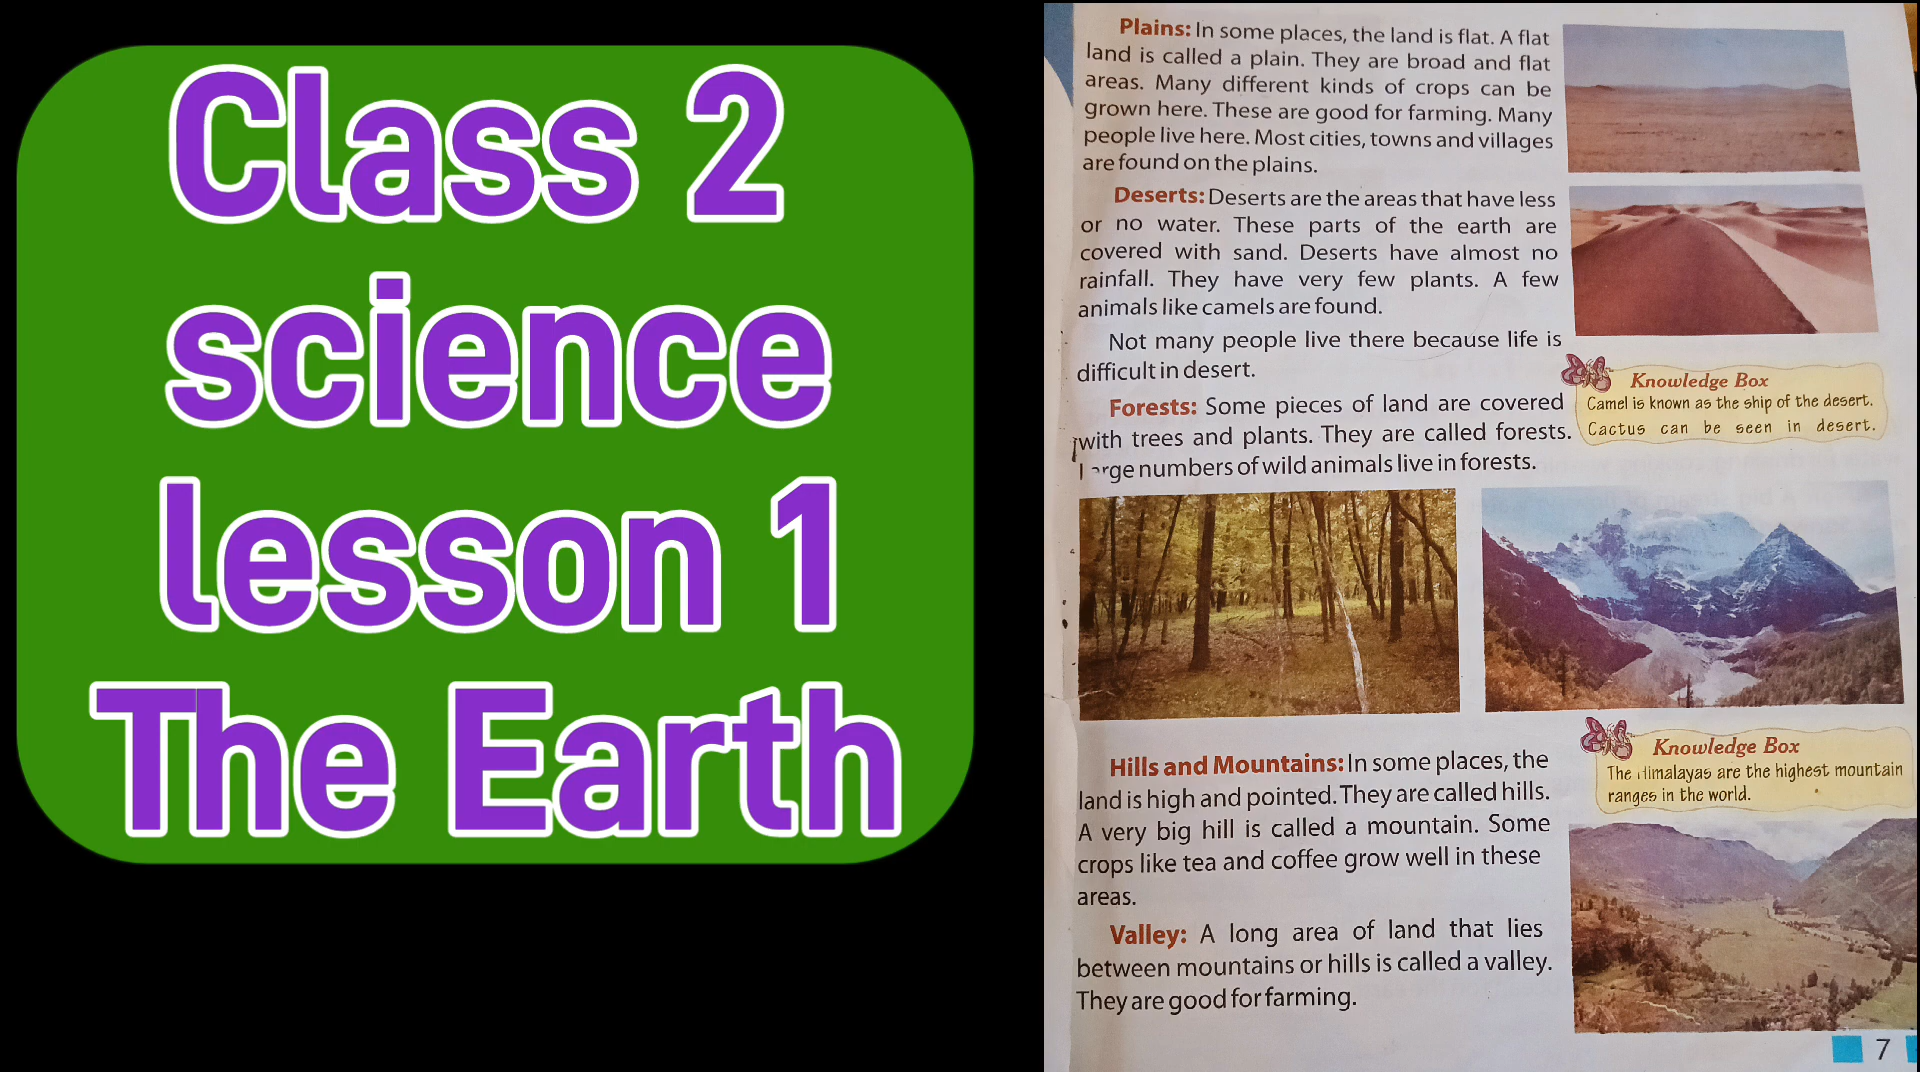 Class 2
science
lesson 1
The Earth
Plains: In some places, the land is flat. A flat
land is called a plain. They are broad and flat
areas. Many different kinds of crops can be
grown here. These are good for farming. Many
people live here. Most cities, towns and villages
are found on the plains.
Deserts: Deserts are the areas that have less
or no water. These parts of the earth are
covered with sand. Deserts have almost no
rainfall. They have very few plants. A few
animals like camels are found.
Not many people live there because life is
difficult in desert.
Knowledge Box
Camel is known as the ship of the desert.
Cactus can be seen in desert.
Forests: Some pieces of land are covered
with trees and plants. They are called forests.
Large numbers of wild animals live in forests.
Hills and Mountains: In some places, the
land is high and pointed. They are called hills.
A very big hill is called a mountain. Some
crops like tea and coffee grow well in these
areas.
Knowledge Box
The Himalayas are the highest mountain
ranges in the world.
Valley: A long area of land that lies
between mountains or hills is called a valley.
They are good for farming.
7